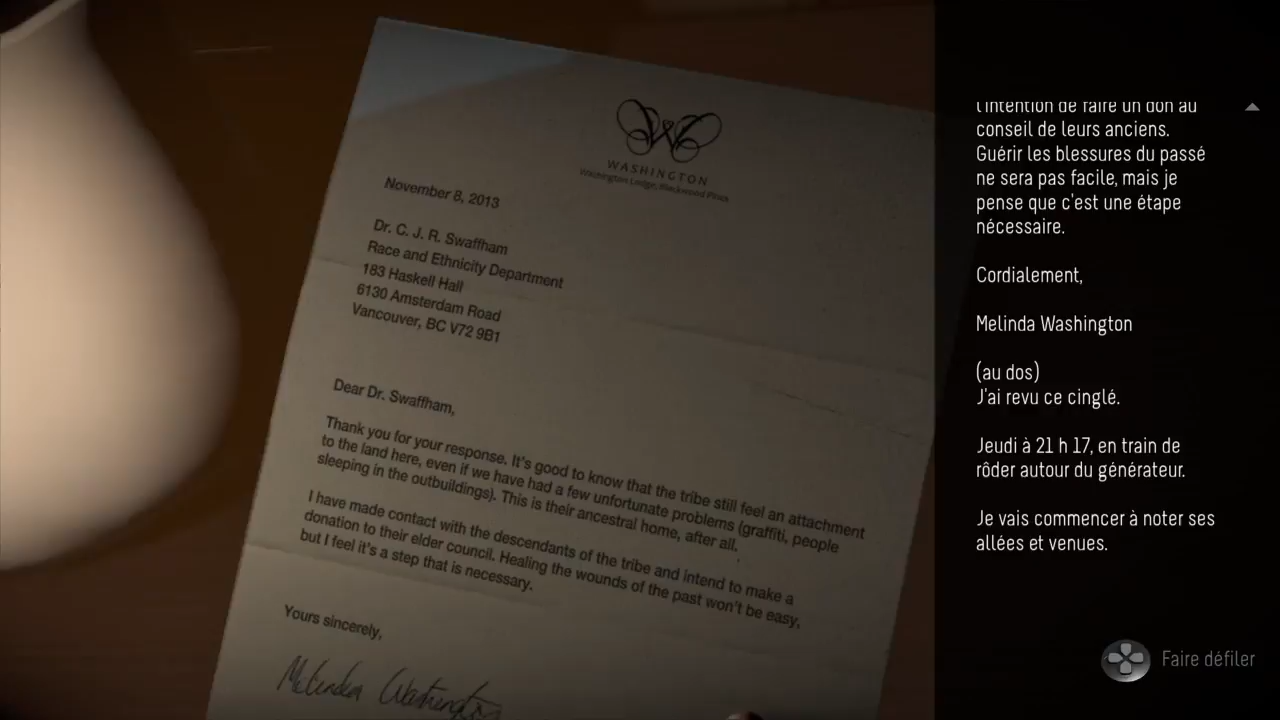 W
WASHINGTON
Washington Lodge, Blackwood Pines
November 8, 2013
Dr. C. J. R. Swaffham
Race and Ethnicity Department
183 Haskell Hall
6130 Amsterdam Road
Vancouver, BC V72 9B1
Dear Dr. Swaffham,
Thank you for your response. It's good to know that the tribe still feel an attachment
to the land here, even if we have had a few unfortunate problems (graffiti, people
sleeping in the outbuildings). This is their ancestral home, after all.
I have made contact with the descendants of the tribe and intend to make a
donation to their elder council. Healing the wounds of the past won't be easy,
but I feel it's a step that is necessary.
Yours sincerely,
Melinda Washington
l'intention de faire un don au
conseil de leurs anciens.
Guérir les blessures du passé
ne sera pas facile, mais je
pense que c'est une étape
nécessaire.
Cordialement,
Melinda Washington
(au dos)
J'ai revu ce cinglé.
Jeudi à 21 h 17, en train de
rôder autour du générateur.
Je vais commencer à noter ses
allées et venues.
Faire défiler